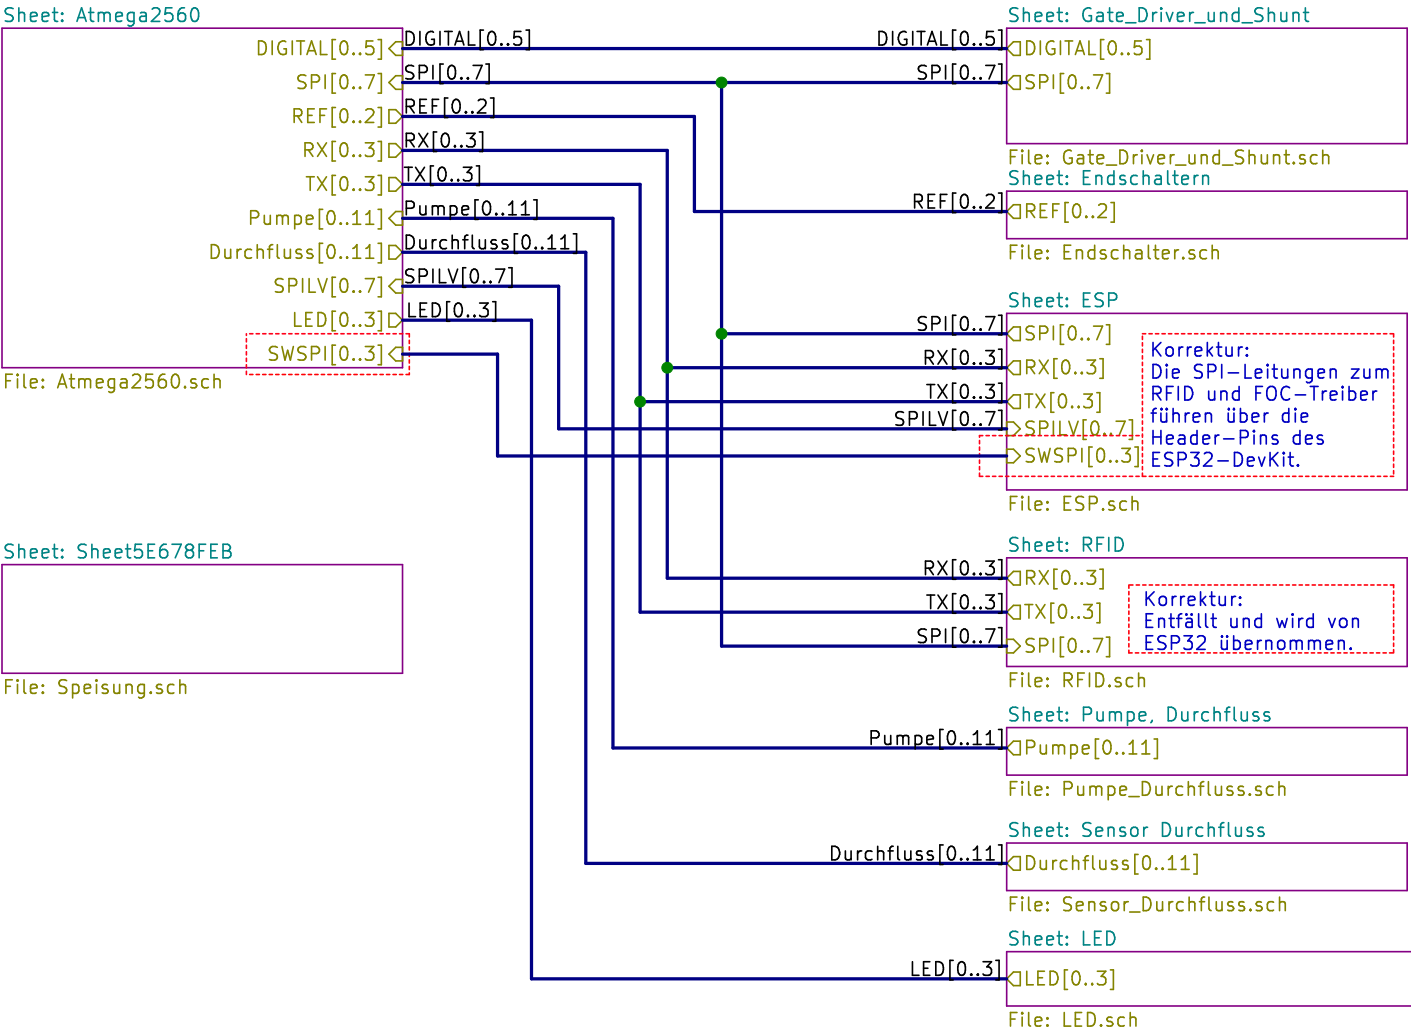 Sheet: Atmega2560
DIGITAL[0..5]
SPI[0..7]
REF[0..2]
RX[0..3]
TX[0..3]
Pumpe[0..11]
Durchfluss[0..11]
SPILV[0..7]
LED[0..3]
SWSPI[0..3]
File: Atmega2560.sch
DIGITAL[0..5]
SPI[0..7]
REF[0..2]
RX[0..3]
TX[0..3]
Pumpe[0..11]
Durchfluss[0..11]
SPILV[0..7]
LED[0..3]
Sheet: Sheet5E678FEB
File: Speisung.sch
Sheet: Gate_Driver_und_Shunt
DIGITAL[0..5]
DIGITAL[0..5]
SPI[0..7]
SPI[0..7]
File: Gate_Driver_und_Shunt.sch
Sheet: Endschaltern
REF[0..2]
REF[0..2]
File: Endschalter.sch
Sheet: ESP
SPI[0..7]
SPI[0..7]
RX[0..3]
RX[0..3]
TX[0..3]
TX[0..3]
SPILV[0..7]
SPILV[0..7]
SWSPI[0..3]
Korrektur:
Die SPI-Leitungen zum
RFID und FOC-Treiber
führen über die
Header-Pins des
ESP32-DevKit.
File: ESP.sch
Sheet: RFID
RX[0..3]
RX[0..3]
TX[0..3]
TX[0..3]
SPI[0..7]
SPI[0..7]
Korrektur:
Entfällt und wird von
ESP32 übernommen.
File: RFID.sch
Sheet: Pumpe, Durchfluss
Pumpe[0..11]
Pumpe[0..11]
File: Pumpe_Durchfluss.sch
Sheet: Sensor Durchfluss
Durchfluss[0..11]
Durchfluss[0..11]
File: Sensor_Durchfluss.sch
Sheet: LED
LED[0..3]
LED[0..3]
File: LED.sch